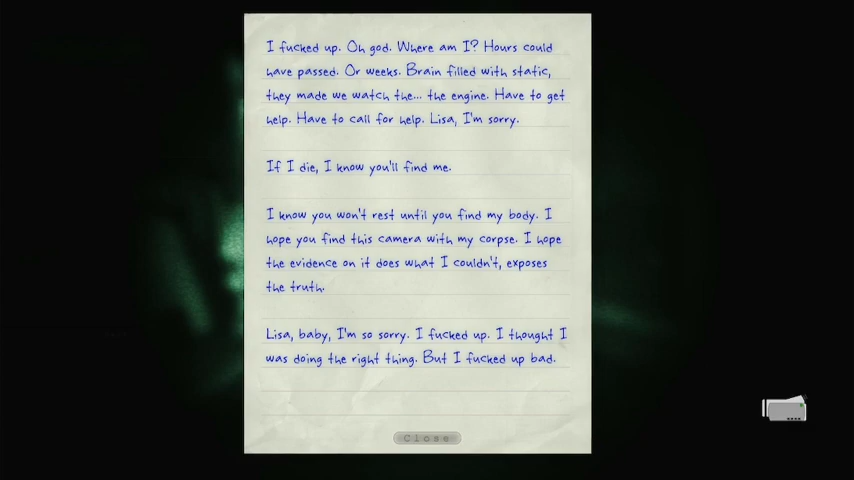 I fucked up. Oh god. Where am I? Hours could
have passed. Or weeks. Brain filled with static,
they made we watch the... the engine. Have to get
help. Have to call for help. Lisa, I'm sorry.
If I die, I know you'll find me.
I know you won't rest until you find my body. I
hope you find this camera with my corpse. I hope
the evidence on it does what I couldn't, exposes
the truth.
Lisa, baby, I'm so sorry. I fucked up. I thought I
was doing the right thing. But I fucked up bad.
Close